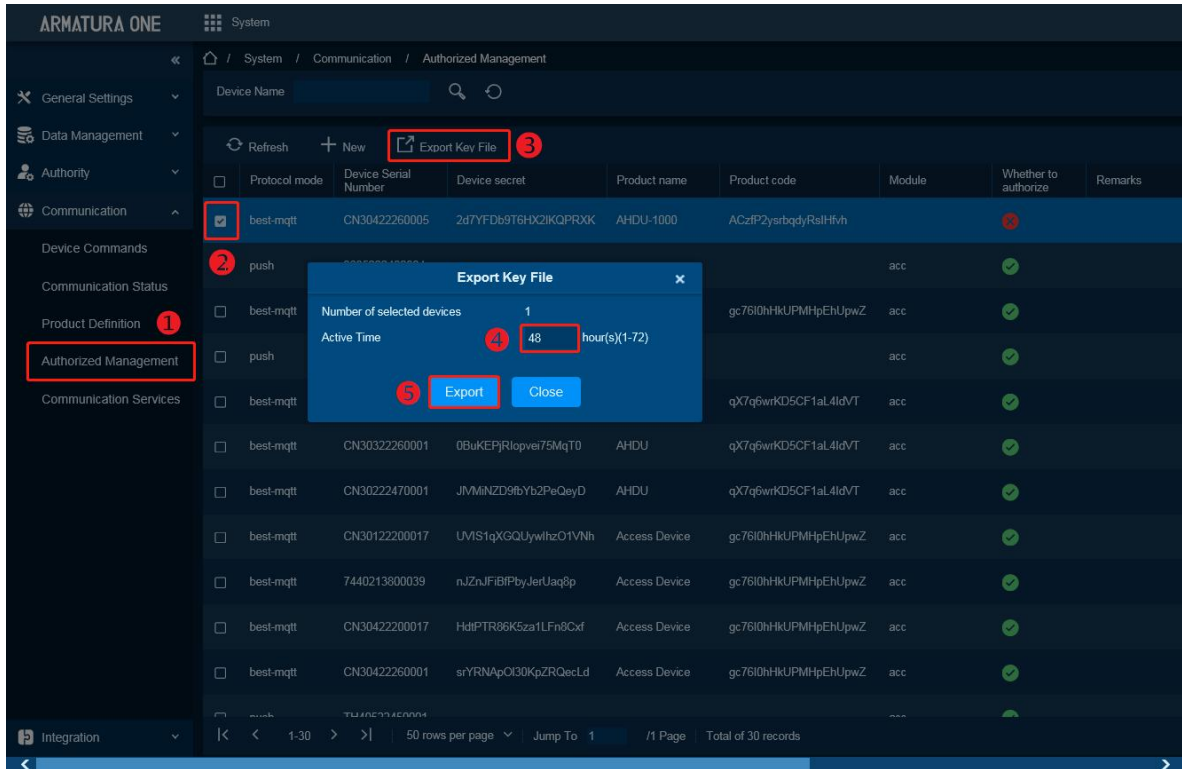 ARMATURA ONE
System
«
/ System / Communication / Authorized Management
General Settings
Device Name
Data Management
Refresh + New Export Key File 3
Authority
Protocol mode Device Serial Number Device secret Product name Product code Module Whether to authorize Remarks
Communication
best-mqtt CN30422260005 2d7YFDb9T6HX2IKQPRXK AHDU-1000 ACzfP2ysrbqdyRsIHfvh
Device Commands
2 push acc
Communication Status
Export Key File ×
Number of selected devices 1
best-mqtt gc76I0hHkUPMHpEhUpwZ acc
Product Definition 1
Active Time 4 48 hour(s)(1-72)
Authorized Management
push acc
5 Export Close
Communication Services
best-mqtt qX7q6wrKD5CF1aL4IdVT acc
best-mqtt CN30322260001 0BuKEPjRIopvei75MqT0 AHDU qX7q6wrKD5CF1aL4IdVT acc
best-mqtt CN30222470001 JIVMiNZD9fbYb2PeQeyD AHDU qX7q6wrKD5CF1aL4IdVT acc
best-mqtt CN30122200017 UVIS1qXGQUywIhzO1VNh Access Device gc76I0hHkUPMHpEhUpwZ acc
best-mqtt 7440213800039 nJZnJFiBfPbyJerUaq8p Access Device gc76I0hHkUPMHpEhUpwZ acc
best-mqtt CN30422200017 HdtPTR86K5za1LFn8Cxf Access Device gc76I0hHkUPMHpEhUpwZ acc
best-mqtt CN30422260001 srYRNApOl30KpZRQecLd Access Device gc76I0hHkUPMHpEhUpwZ acc
Integration
1-30 50 rows per page Jump To 1 /1 Page Total of 30 records